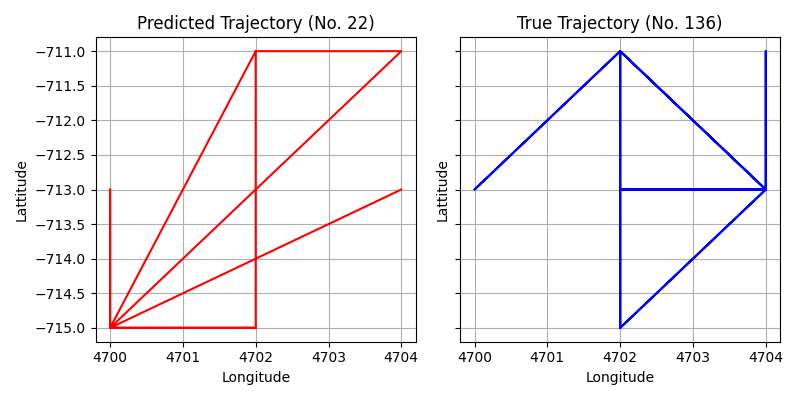 Predicted Trajectory (No. 22)
−711.0
−711.5
−712.0
−712.5
−713.0
−713.5
−714.0
−714.5
−715.0
Lattitude
4700 4701 4702 4703 4704
Longitude
True Trajectory (No. 136)
Lattitude
4700 4701 4702 4703 4704
Longitude